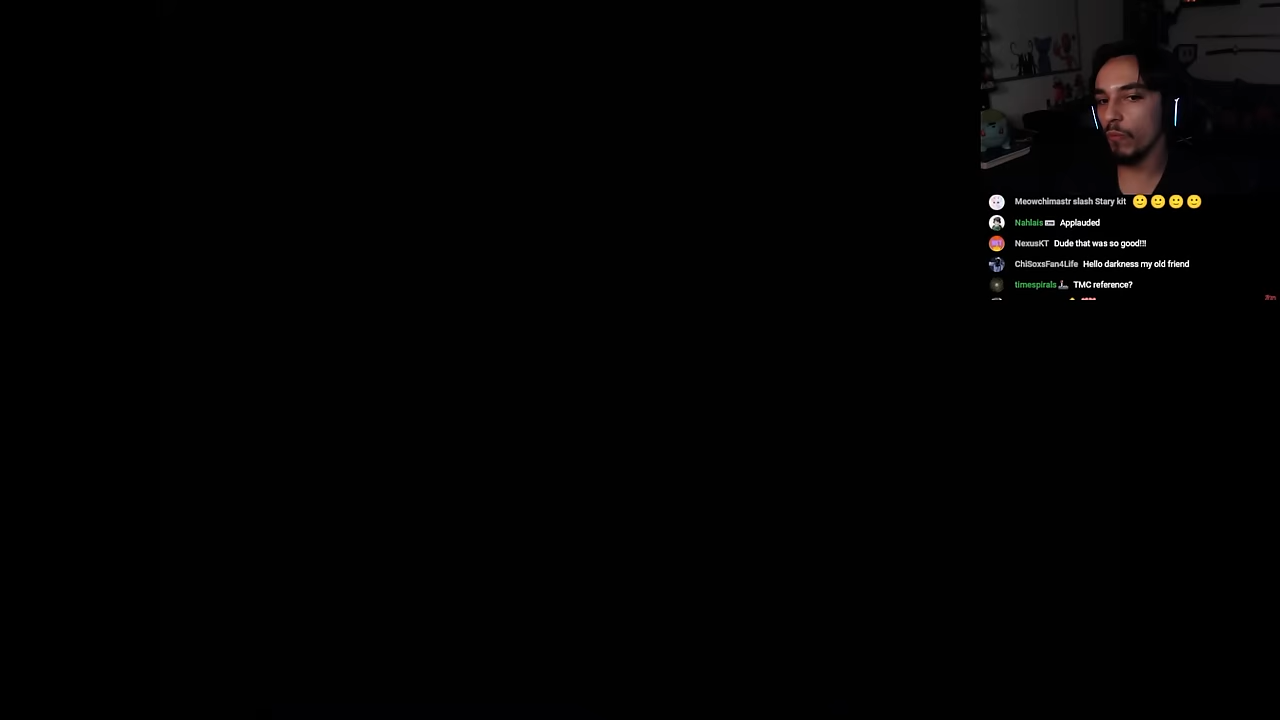 Meowchimastr slash Stary kit 🙂🙂🙂🙂
Nahlais Applauded
NexusKT Dude that was so good!!!
ChiSoxsFan4Life Hello darkness my old friend
timespirals TMC reference?